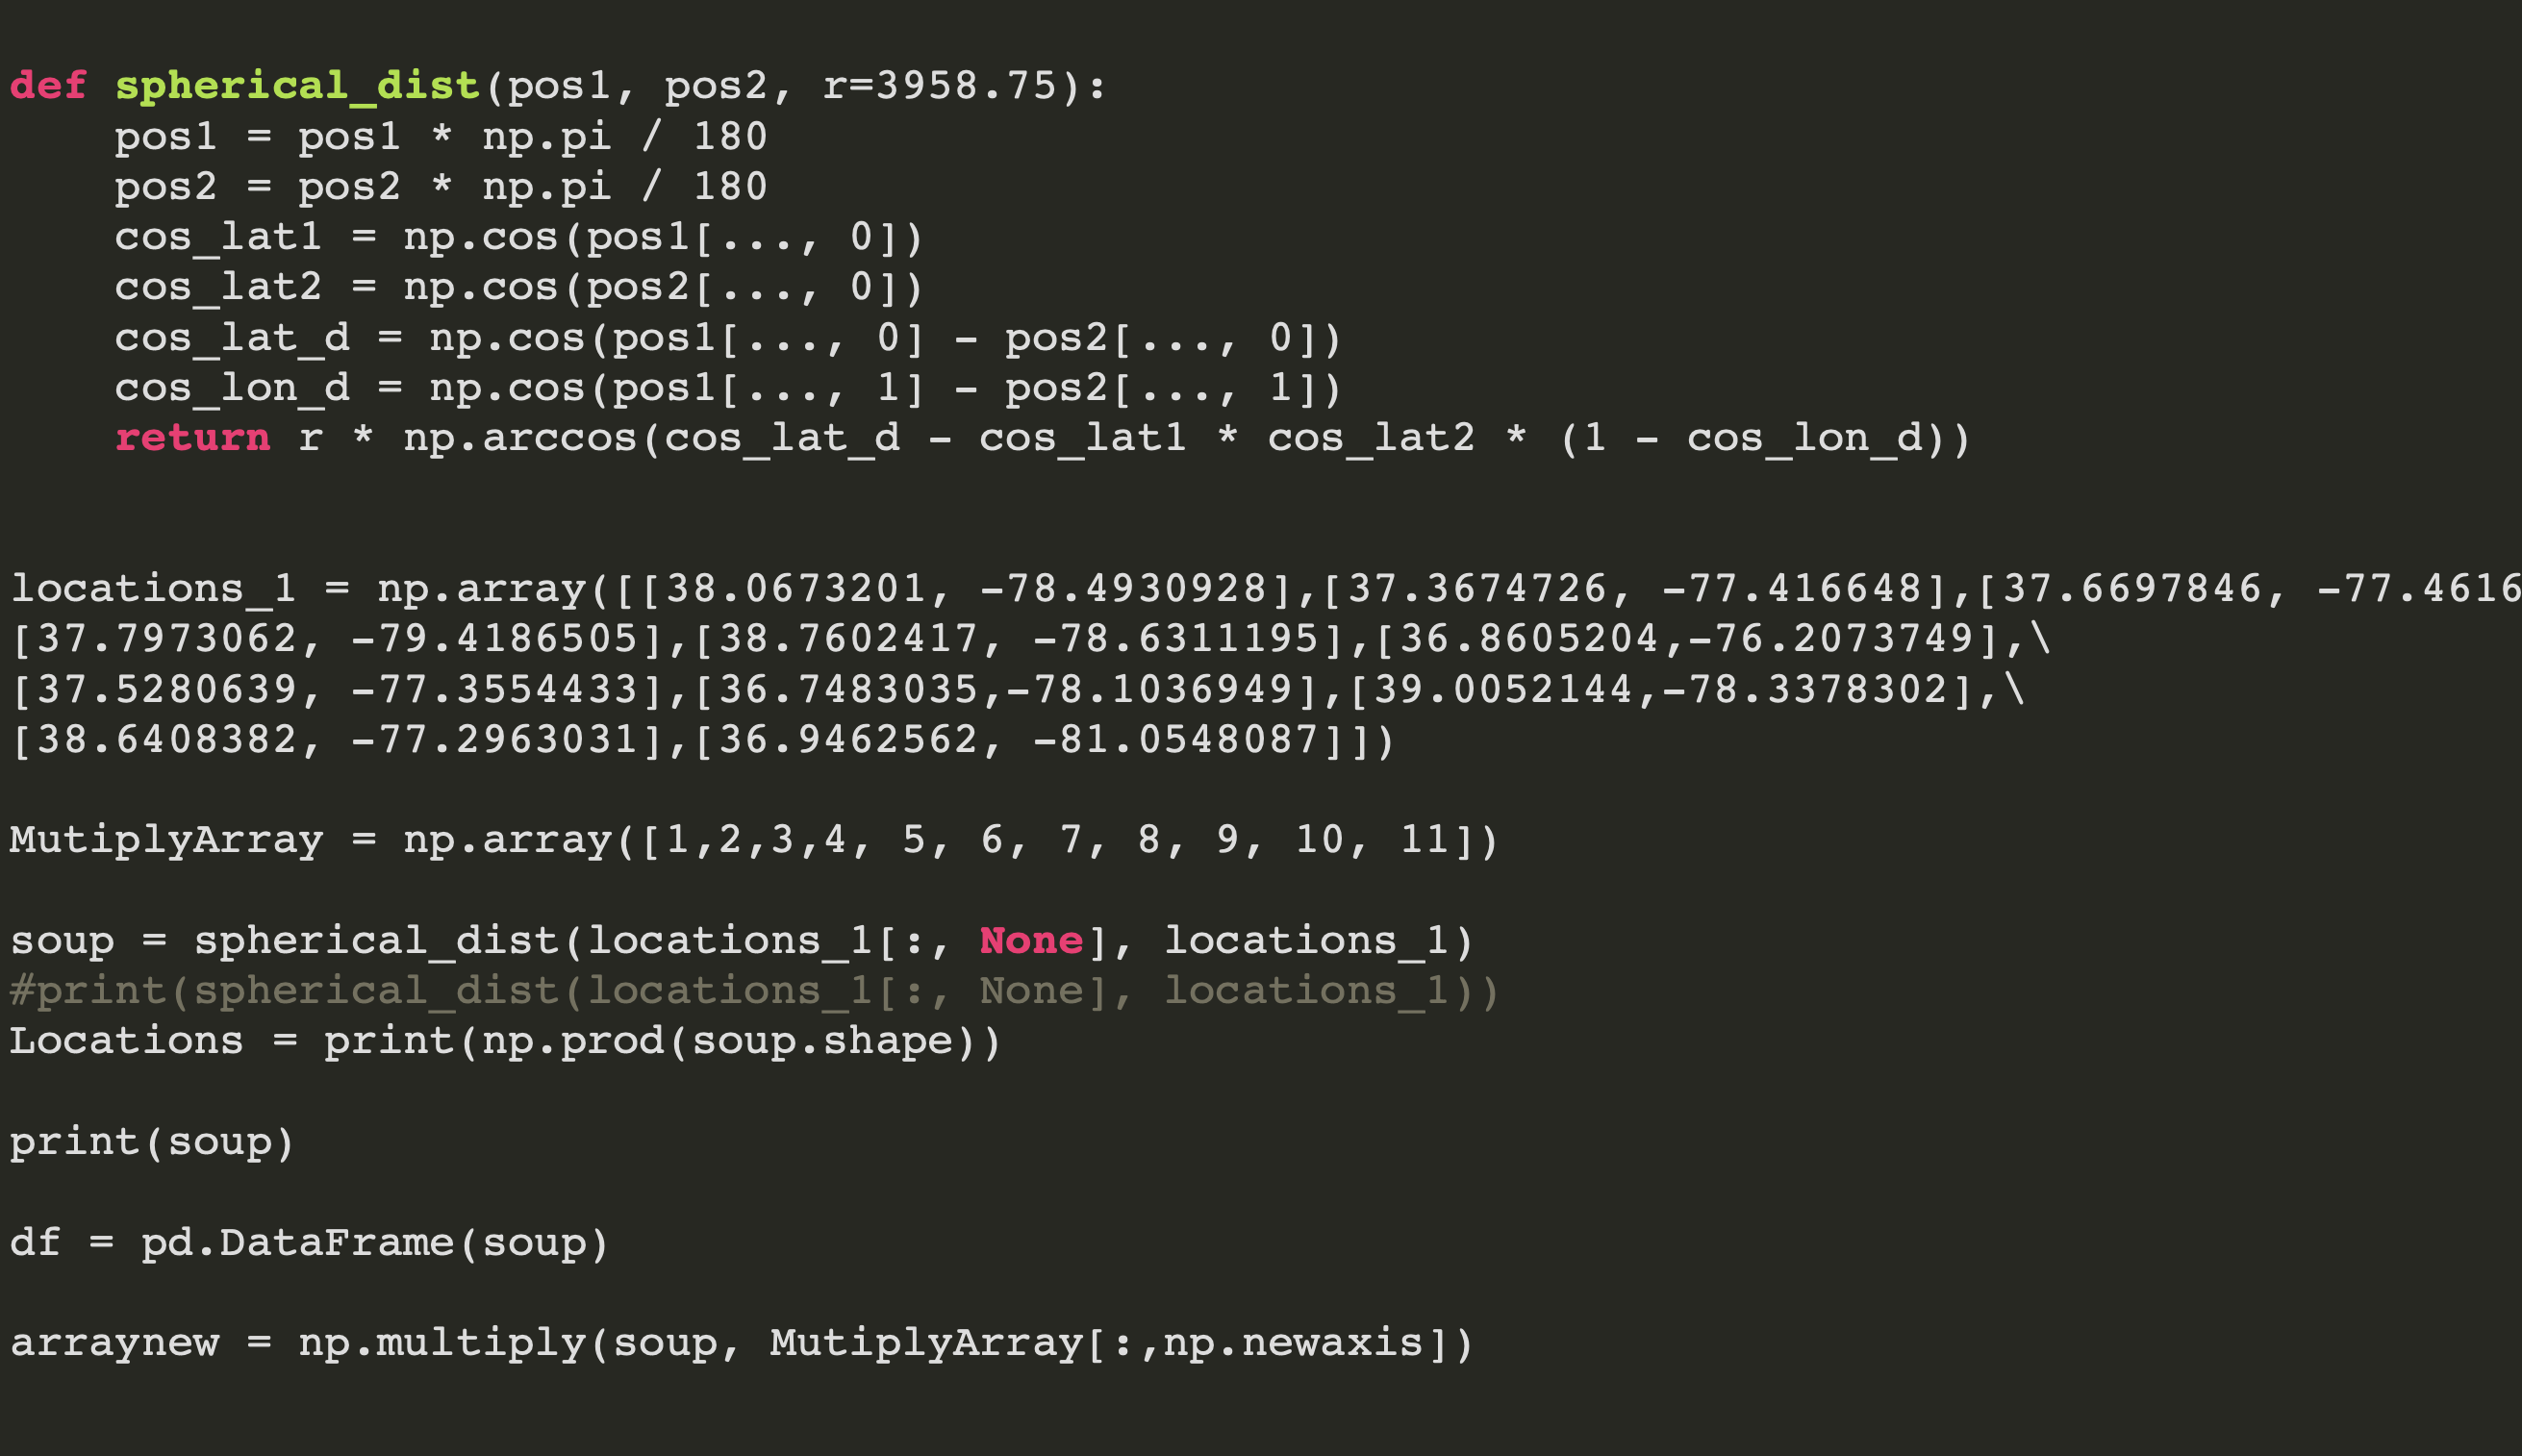 def spherical_dist(pos1, pos2, r=3958.75):
    pos1 = pos1 * np.pi / 180
    pos2 = pos2 * np.pi / 180
    cos_lat1 = np.cos(pos1[..., 0])
    cos_lat2 = np.cos(pos2[..., 0])
    cos_lat_d = np.cos(pos1[..., 0] - pos2[..., 0])
    cos_lon_d = np.cos(pos1[..., 1] - pos2[..., 1])
    return r * np.arccos(cos_lat_d - cos_lat1 * cos_lat2 * (1 - cos_lon_d))
locations_1 = np.array([[38.0673201, -78.4930928],[37.3674726, -77.416648],[37.6697846, -77.4616
[37.7973062, -79.4186505],[38.7602417, -78.6311195],[36.8605204,-76.2073749],\
[37.5280639, -77.3554433],[36.7483035,-78.1036949],[39.0052144,-78.3378302],\
[38.6408382, -77.2963031],[36.9462562, -81.0548087]])
MutiplyArray = np.array([1,2,3,4, 5, 6, 7, 8, 9, 10, 11])
soup = spherical_dist(locations_1[:, None], locations_1)
#print(spherical_dist(locations_1[:, None], locations_1))
Locations = print(np.prod(soup.shape))
print(soup)
df = pd.DataFrame(soup)
arraynew = np.multiply(soup, MutiplyArray[:,np.newaxis])